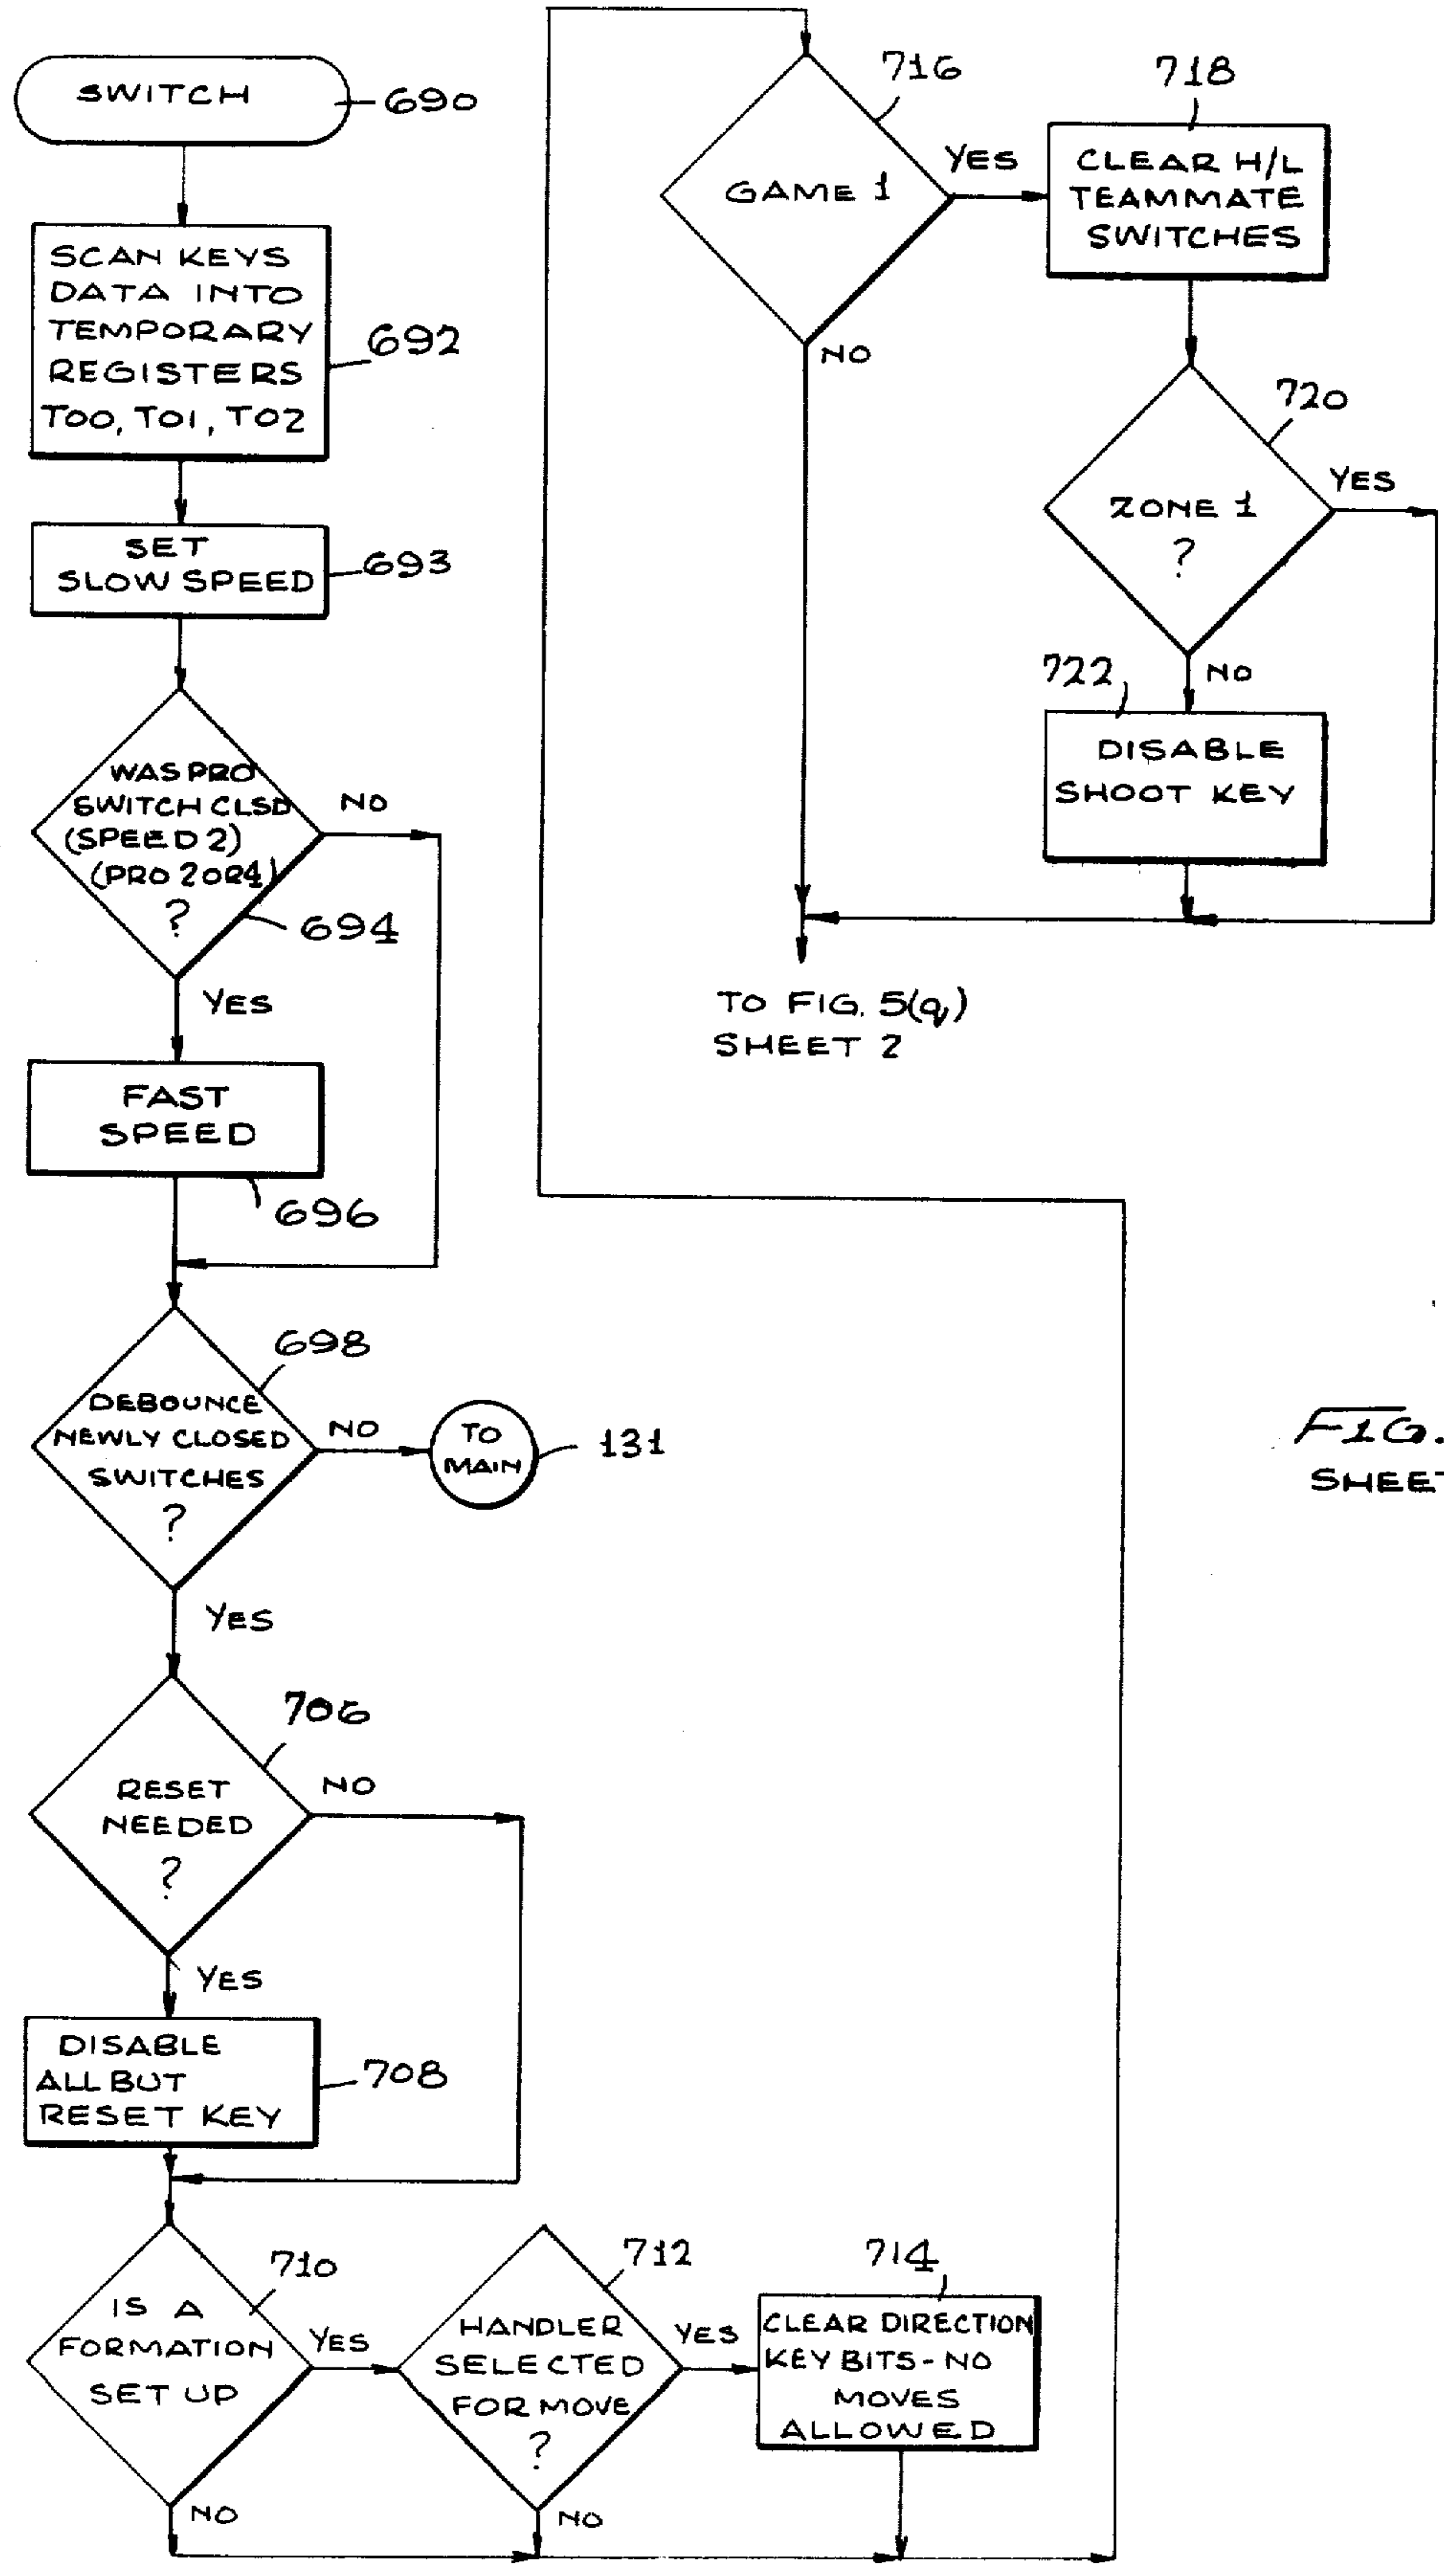 SWITCH
690
SCAN KEYS
DATA INTO
TEMPORARY
REGISTERS
T00, T01, T02
692
SET
SLOW SPEED
693
WAS PRO
SWITCH CLSD
(SPEED 2)
(PRO 2 OR 4)
?
NO
694
YES
FAST
SPEED
696
DEBOUNCE
NEWLY CLOSED
SWITCHES
?
698
NO
TO
MAIN
131
YES
RESET
NEEDED
?
706
NO
YES
DISABLE
ALL BUT
RESET KEY
708
IS A
FORMATION
SET UP
710
YES
NO
HANDLER
SELECTED
FOR MOVE
?
712
YES
NO
CLEAR DIRECTION
KEY BITS - NO
MOVES
ALLOWED
714
GAME 1
716
YES
NO
CLEAR H/L
TEAMMATE
SWITCHES
718
ZONE 1
?
720
YES
NO
722
DISABLE
SHOOT KEY
TO FIG. 5(q)
SHEET 2
FIG.
SHEET